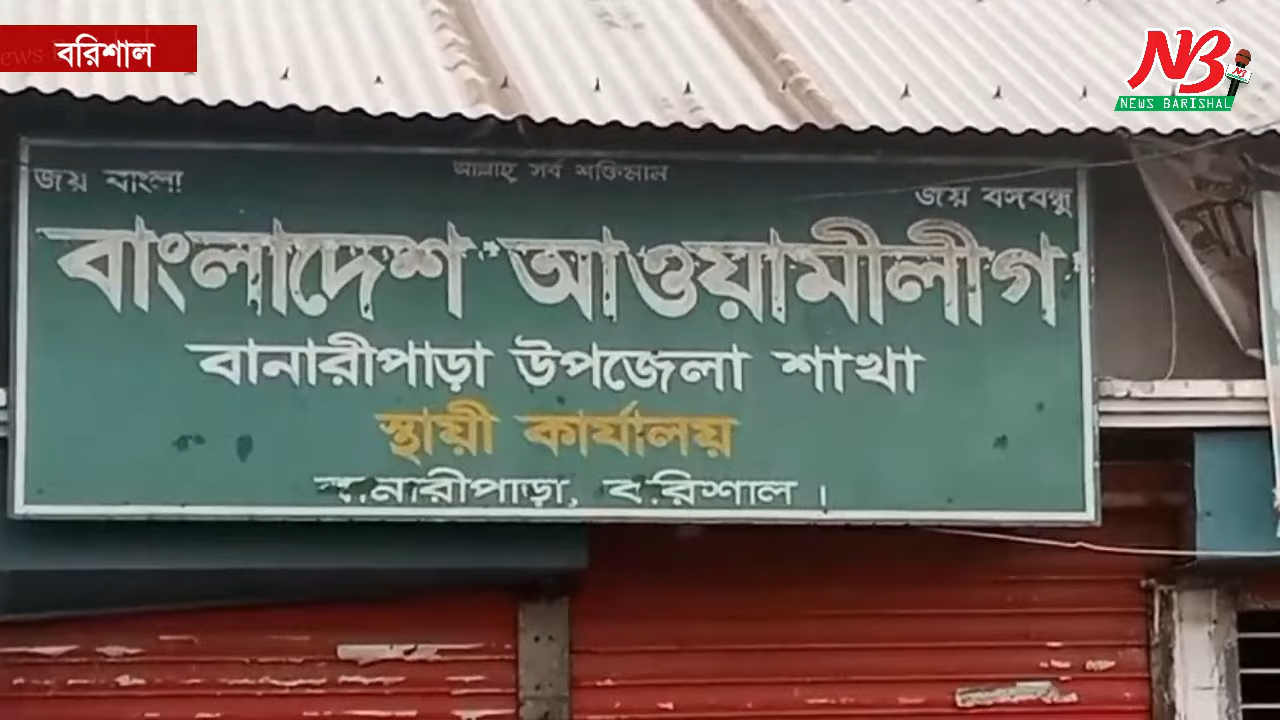 বরিশাল
NB
NEWS BARISHAL
আল্লাহ সর্ব শক্তিমান
জয় বাংলা
জয় বঙ্গবন্ধু
বাংলাদেশ আওয়ামীলীগ
বানারীপাড়া উপজেলা শাখা
স্থায়ী কার্যালয়
বানারীপাড়া, বরিশাল।